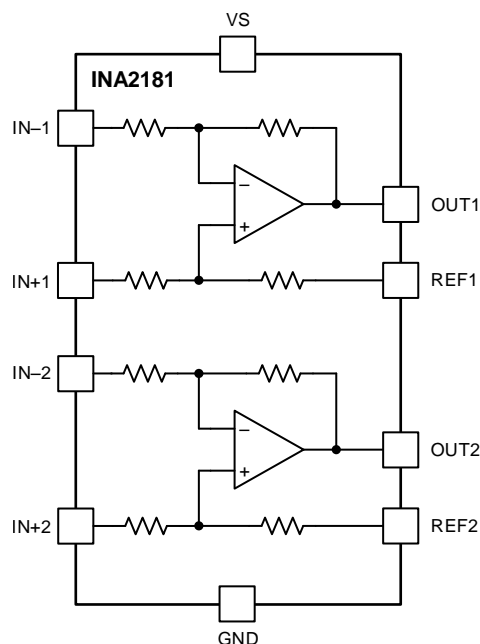 VS
INA2181
IN–1
−
OUT1
+
IN+1
REF1
IN–2
−
OUT2
+
IN+2
REF2
GND